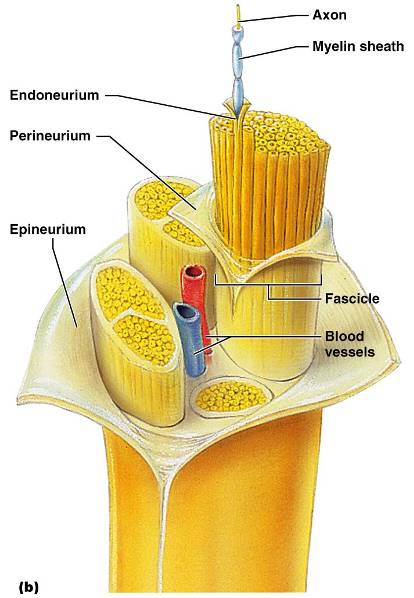 Axon
Myelin sheath
Endoneurium
Perineurium
Epineurium
Fascicle
Blood
vessels
(b)